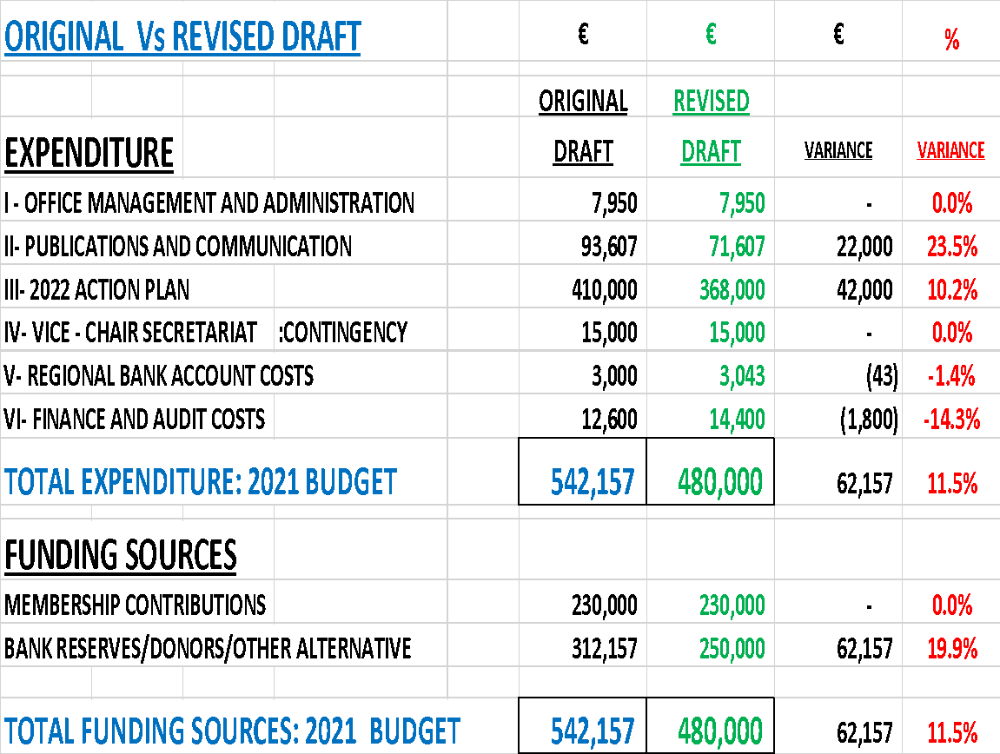 ORIGINAL Vs REVISED DRAFT € € € %
ORIGINAL REVISED
EXPENDITURE DRAFT DRAFT VARIANCE VARIANCE
I - OFFICE MANAGEMENT AND ADMINISTRATION 7,950 7,950 - 0.0%
II- PUBLICATIONS AND COMMUNICATION 93,607 71,607 22,000 23.5%
III- 2022 ACTION PLAN 410,000 368,000 42,000 10.2%
IV- VICE - CHAIR SECRETARIAT :CONTINGENCY 15,000 15,000 - 0.0%
V- REGIONAL BANK ACCOUNT COSTS 3,000 3,043 (43) -1.4%
VI- FINANCE AND AUDIT COSTS 12,600 14,400 (1,800) -14.3%
TOTAL EXPENDITURE: 2021 BUDGET 542,157 480,000 62,157 11.5%
FUNDING SOURCES
MEMBERSHIP CONTRIBUTIONS 230,000 230,000 - 0.0%
BANK RESERVES/DONORS/OTHER ALTERNATIVE 312,157 250,000 62,157 19.9%
TOTAL FUNDING SOURCES: 2021 BUDGET 542,157 480,000 62,157 11.5%